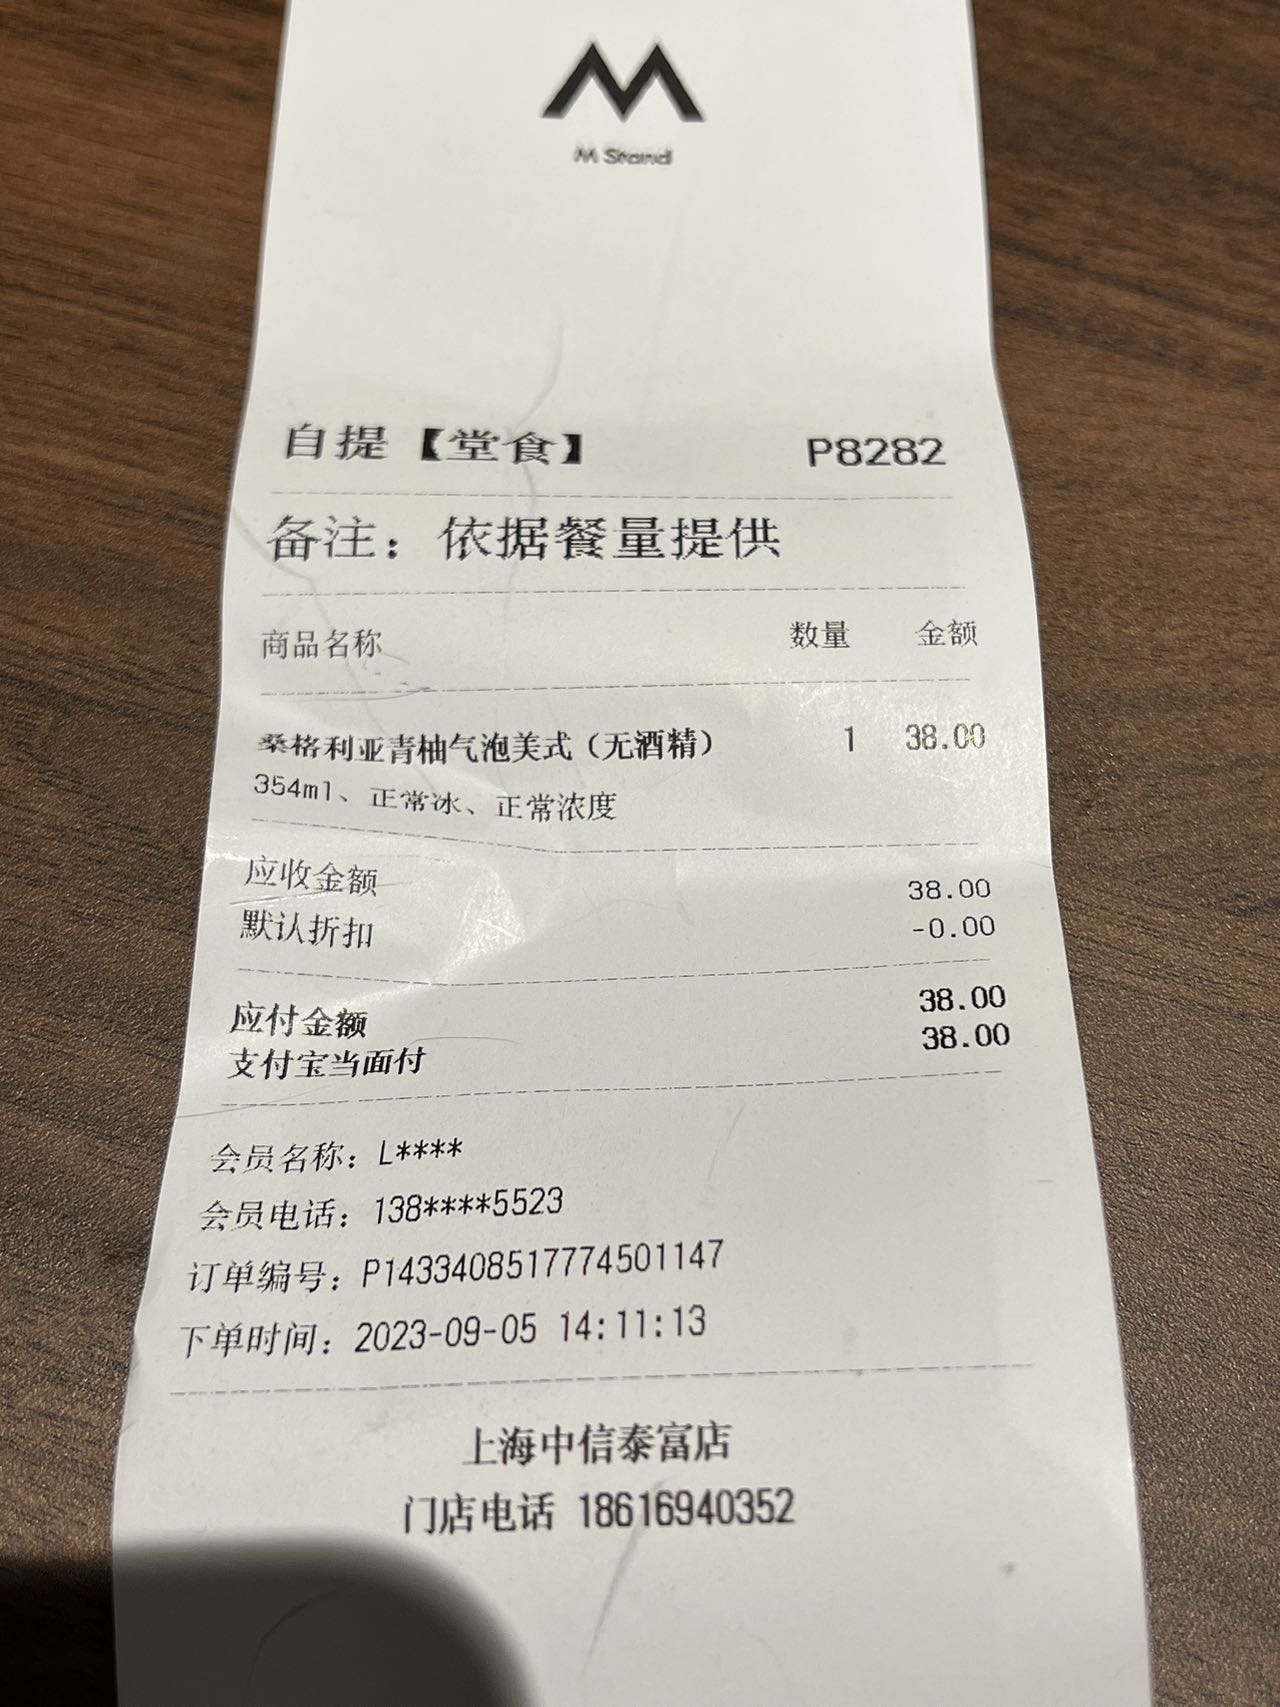 M Stand
自提【堂食】 P8282
备注：依据餐量提供
商品名称 数量 金额
桑格利亚青柚气泡美式（无酒精） 1 38.00
354ml、正常冰、正常浓度
应收金额 38.00
默认折扣 -0.00
应付金额 38.00
支付宝当面付 38.00
会员名称：L****
会员电话：138****5523
订单编号：P1433408517774501147
下单时间：2023-09-05 14:11:13
上海中信泰富店
门店电话 18616940352